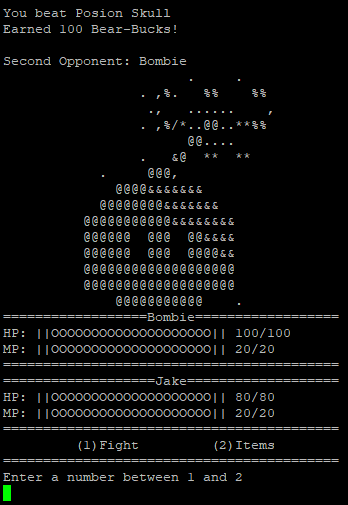 You beat Posion Skull
Earned 100 Bear-Bucks!
Second Opponent: Bombie
==================Bombie==================
HP: ||OOOOOOOOOOOOOOOOOOOO|| 100/100
MP: ||OOOOOOOOOOOOOOOOOOOO|| 20/20
==========================================
===================Jake===================
HP: ||OOOOOOOOOOOOOOOOOOOO|| 80/80
MP: ||OOOOOOOOOOOOOOOOOOOO|| 20/20
==========================================
(1)Fight (2)Items
==========================================
Enter a number between 1 and 2